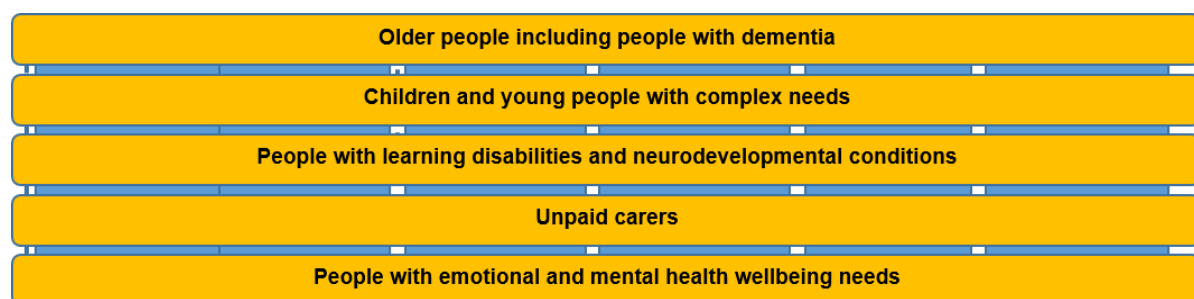 Older people including people with dementia
Children and young people with complex needs
People with learning disabilities and neurodevelopmental conditions
Unpaid carers
People with emotional and mental health wellbeing needs